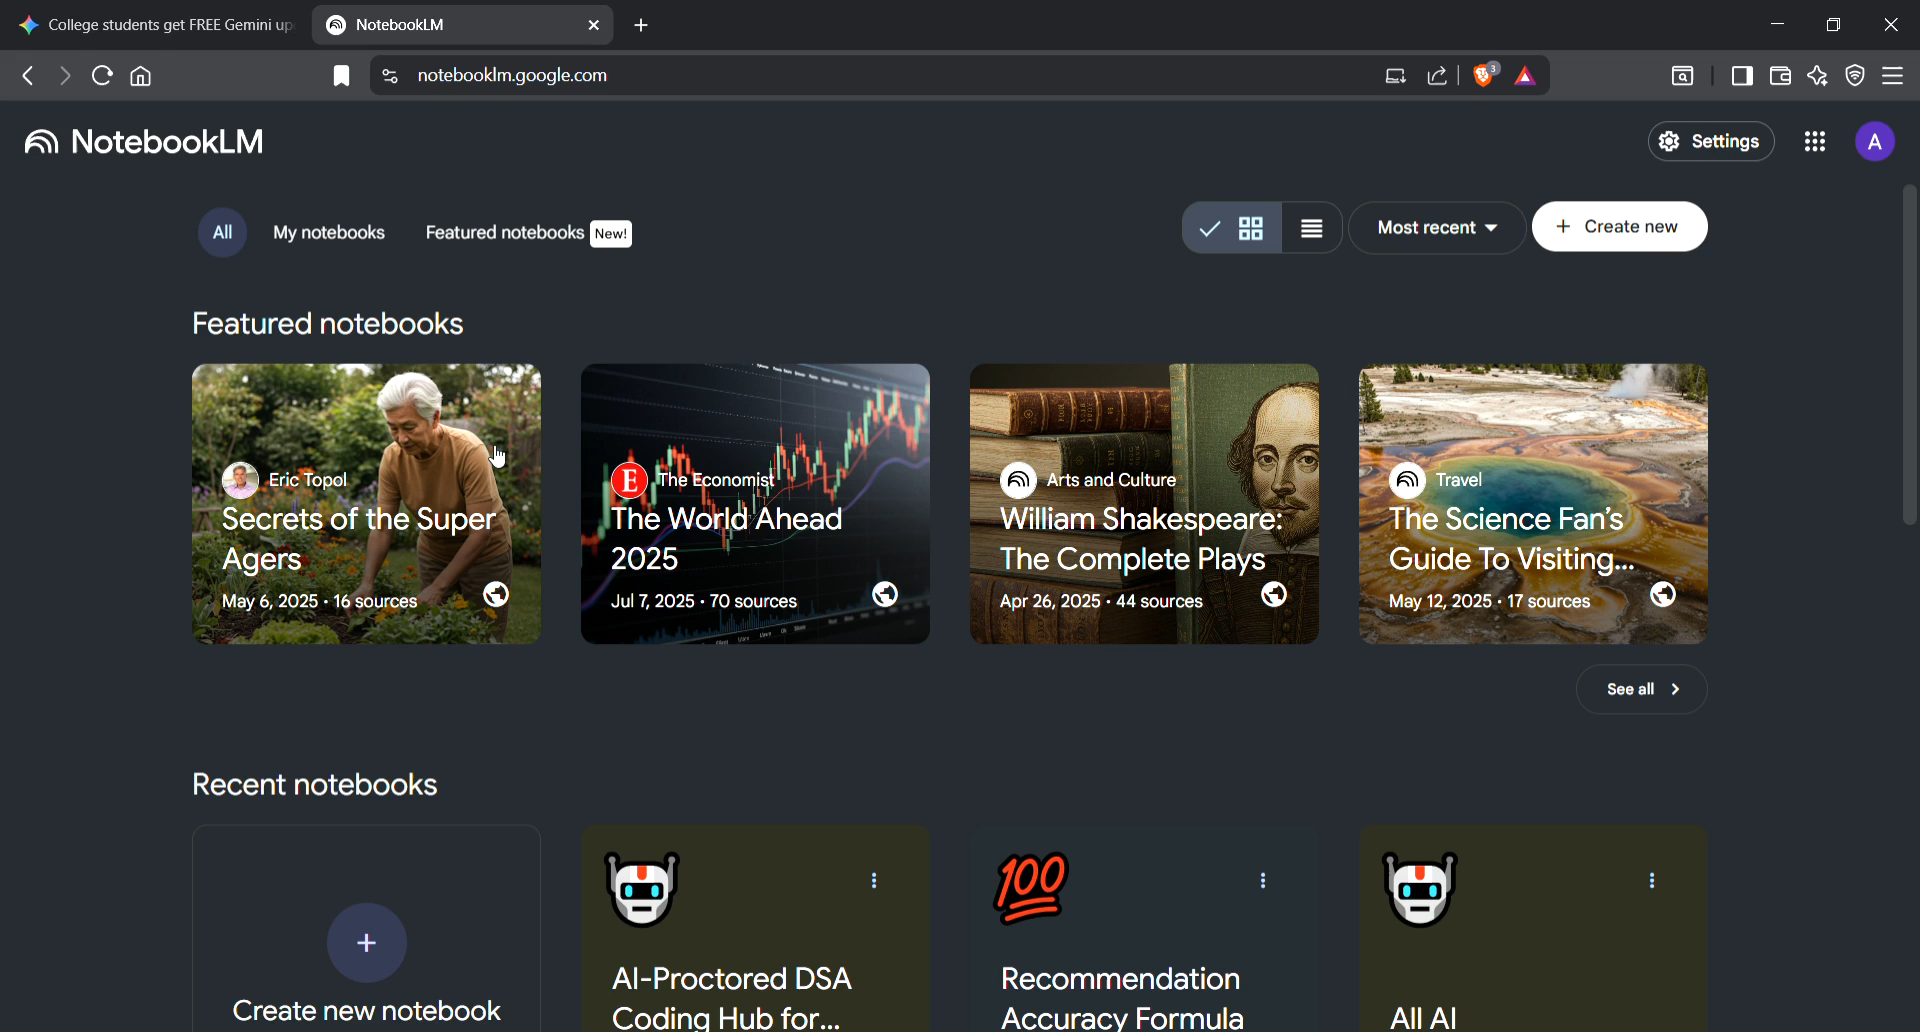 College students get FREE Gemini up
NotebookLM
notebooklm.google.com
3
NotebookLM
Settings
A
All
My notebooks
Featured notebooks New!
Most recent
+ Create new
Featured notebooks
Eric Topol
Secrets of the Super
Agers
May 6, 2025 • 16 sources
E The Economist
The World Ahead
2025
Jul 7, 2025 • 70 sources
Arts and Culture
William Shakespeare:
The Complete Plays
Apr 26, 2025 • 44 sources
Travel
The Science Fan's
Guide To Visiting...
May 12, 2025 • 17 sources
See all
Recent notebooks
Create new notebook
AI-Proctored DSA
Coding Hub for...
100
Recommendation
Accuracy Formula
All AI